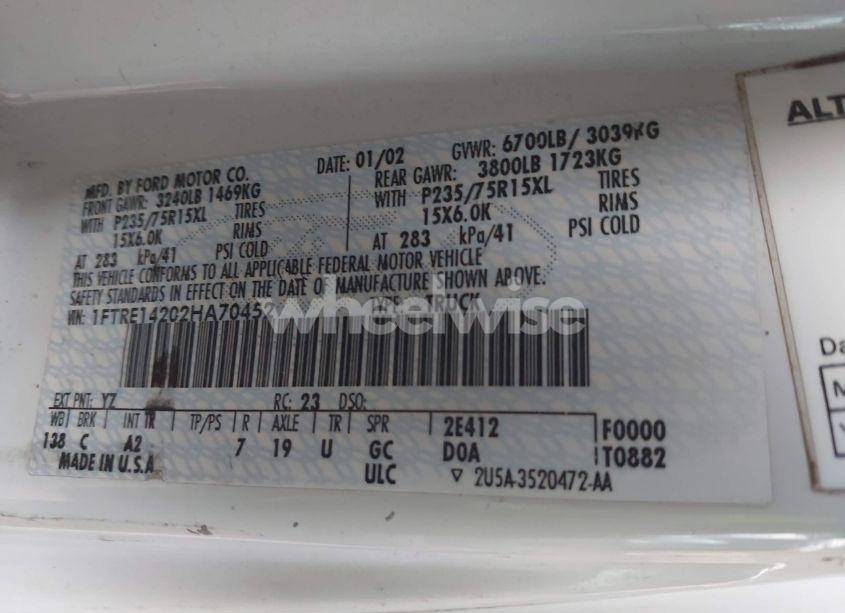 MFD. BY FORD MOTOR CO. DATE: 01/02 GVWR: 6700LB/ 3039KG
FRONT GAWR: 3240LB 1469KG REAR GAWR: 3800LB 1723KG
WITH P235/75R15XL TIRES WITH P235/75R15XL TIRES
15X6.0K RIMS 15X6.0K RIMS
AT 283 kPa/41 PSI COLD AT 283 kPa/41 PSI COLD
THIS VEHICLE CONFORMS TO ALL APPLICABLE FEDERAL MOTOR VEHICLE
SAFETY STANDARDS IN EFFECT ON THE DATE OF MANUFACTURE SHOWN ABOVE.
VIN: 1FTRE14202HA70452 TYPE: TRUCK
wheelwise
EXT PNT: YZ RC: 23 DSO:
WB BRK INT TR TP/PS R AXLE TR SPR 2E412 F0000
138 C A2 7 19 U GC DOA T0882
MADE IN U.S.A ULC 2U5A-3520472-AA
ALT
Da